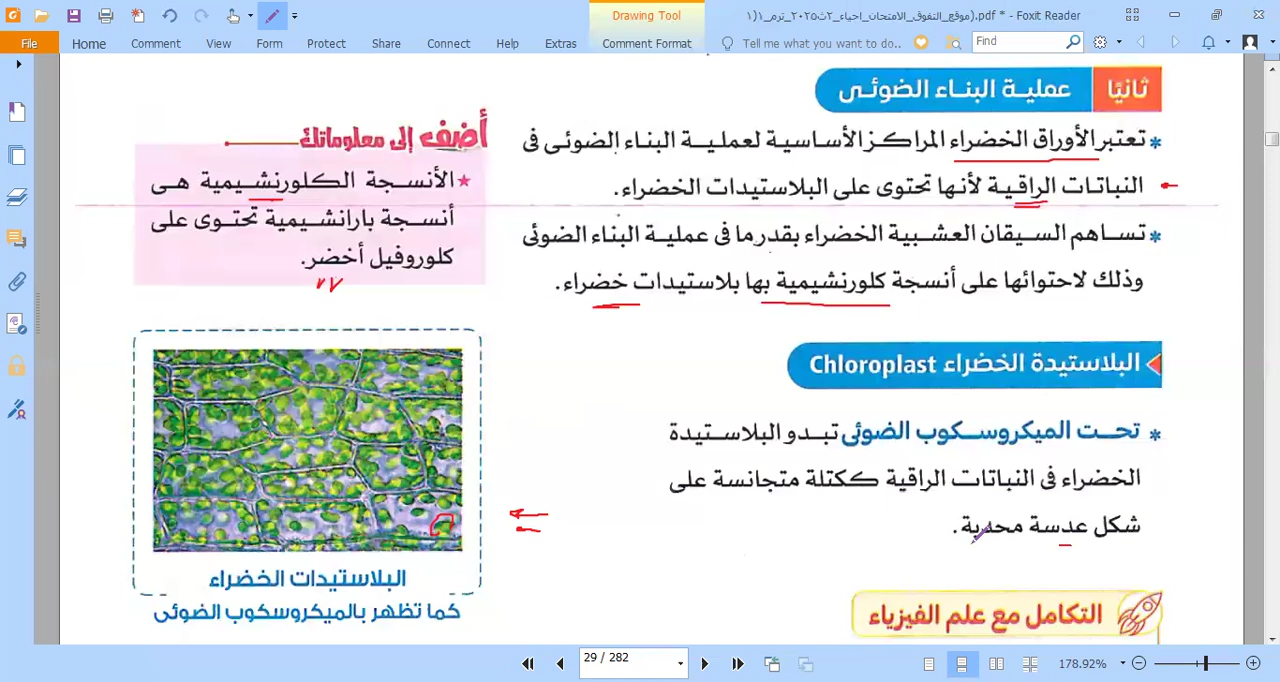 Drawing Tool
(موقع_التفوق_الامتحان_احياء_٢ث٢٠٢٥_ترم_١(١.pdf * - Foxit Reader
File Home Comment View Form Protect Share Connect Help Extras Comment Format Tell me what you want to do.. Find
ثانيًا عملية البناء الضوئى
* تعتبر الأوراق الخضراء المراكز الأساسية لعملية البناء الضوئى فى
النباتات الراقية لأنها تحتوى على البلاستيدات الخضراء.
* تساهم السيقان العشبية الخضراء بقدر ما فى عملية البناء الضوئى
وذلك لاحتوائها على أنسجة كلورنشيمية بها بلاستيدات خضراء.
أضف إلى معلوماتك
★ الأنسجة الكلورنشيمية هى
أنسجة بارانشيمية تحتوى على
كلوروفيل أخضر.
البلاستيدة الخضراء Chloroplast
* تحت الميكروسكوب الضوئى تبدو البلاستيدة
الخضراء فى النباتات الراقية ككتلة متجانسة على
شكل عدسة محدبة.
البلاستيدات الخضراء
كما تظهر بالميكروسكوب الضوئى
التكامل مع علم الفيزياء
29 / 282
178.92%